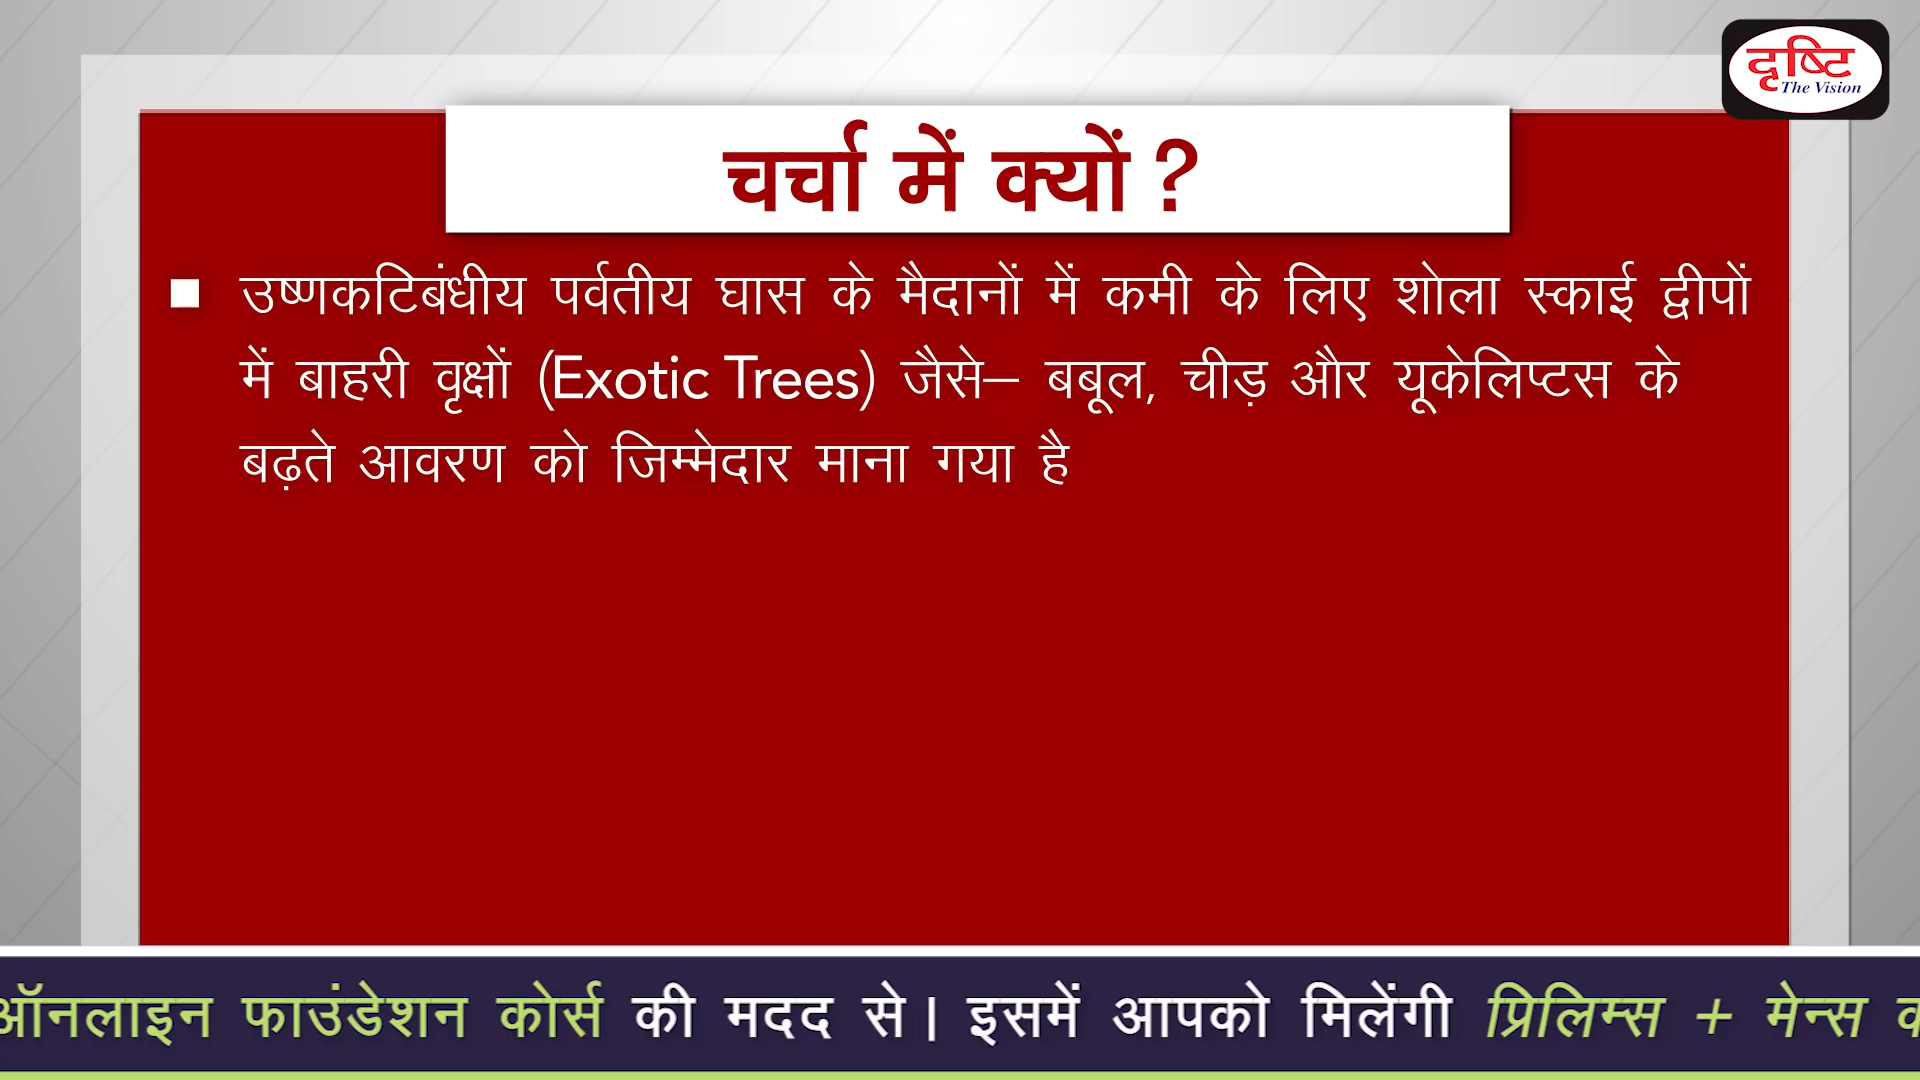 दृष्टि
The Vision
चर्चा में क्यों ?
■ उष्णकटिबंधीय पर्वतीय घास के मैदानों में कमी के लिए शोला स्काई द्वीपों
में बाहरी वृक्षों (Exotic Trees) जैसे– बबूल, चीड़ और यूकेलिप्टस के
बढ़ते आवरण को जिम्मेदार माना गया है
ऑनलाइन फाउंडेशन कोर्स की मदद से। इसमें आपको मिलेंगी प्रिलिम्स + मेन्स